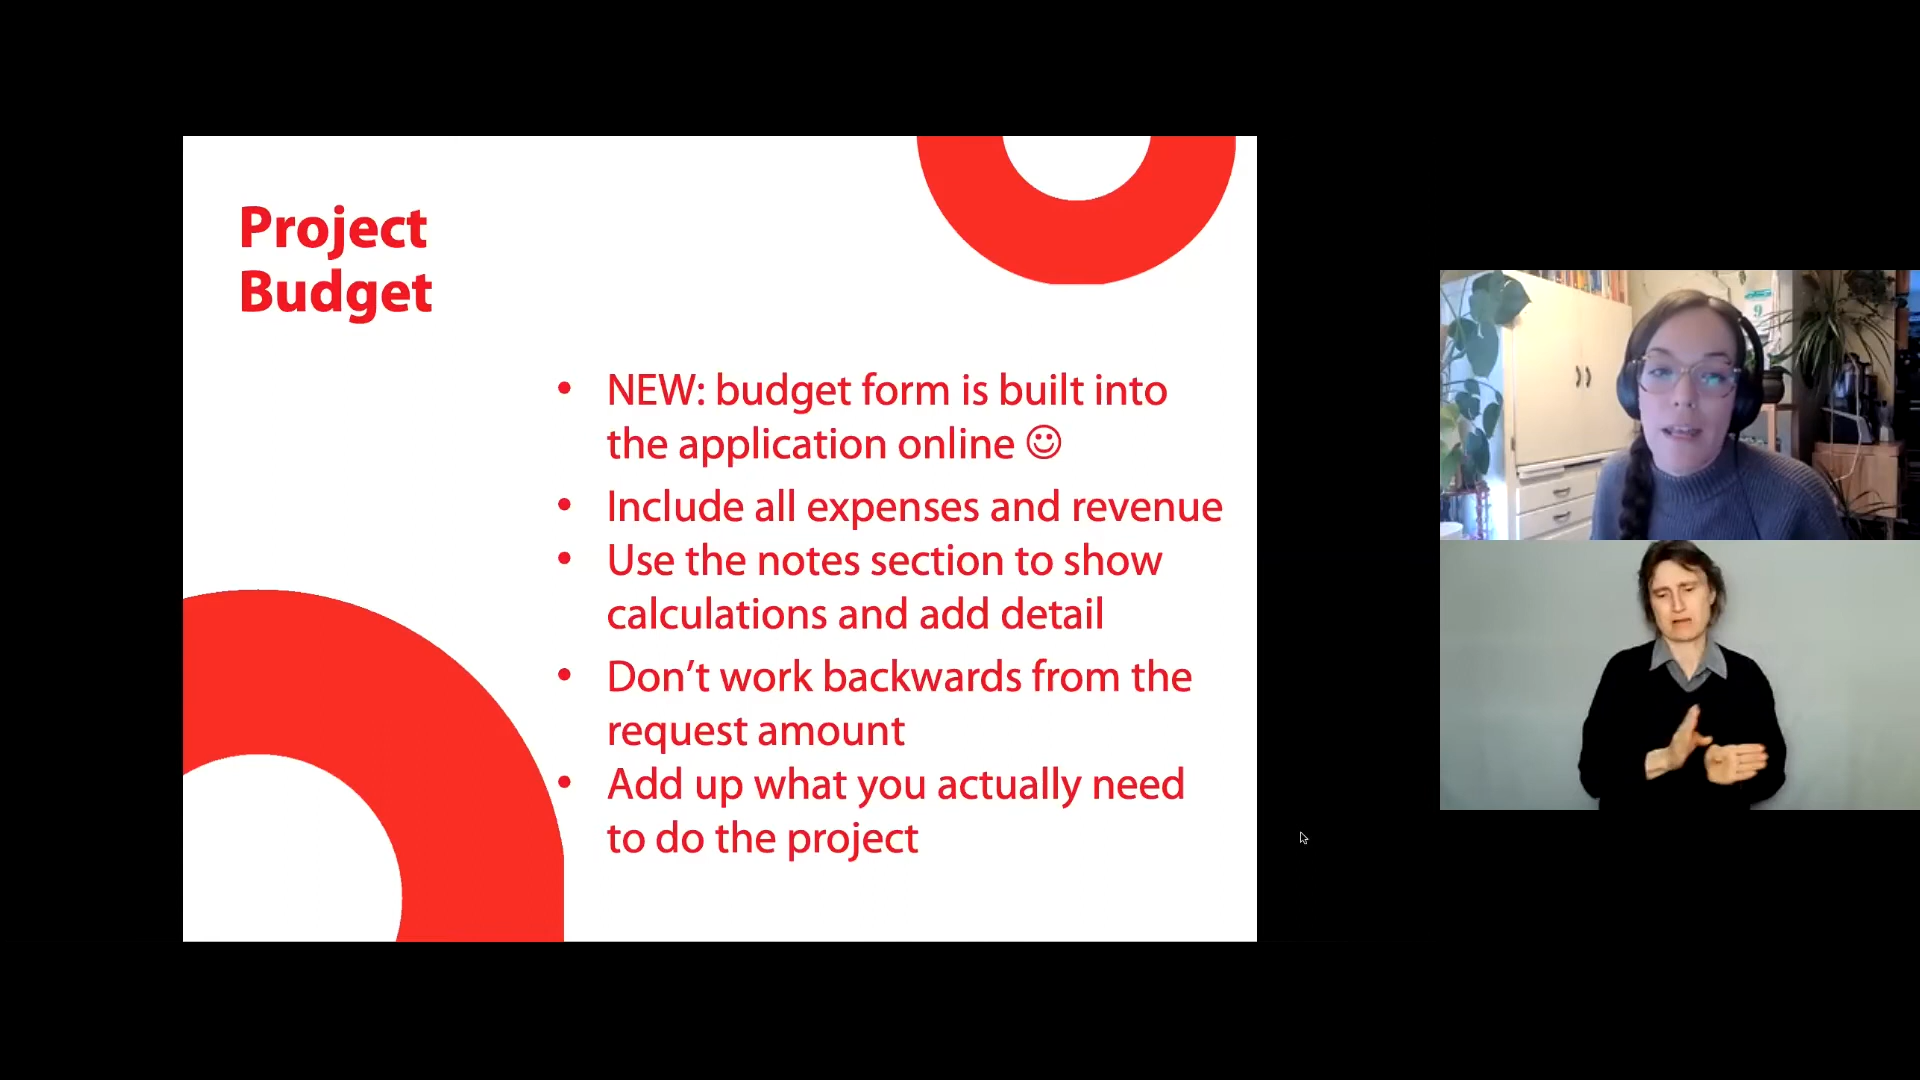 Project
Budget
• NEW: budget form is built into
the application online ☺
• Include all expenses and revenue
• Use the notes section to show
calculations and add detail
• Don’t work backwards from the
request amount
• Add up what you actually need
to do the project
9